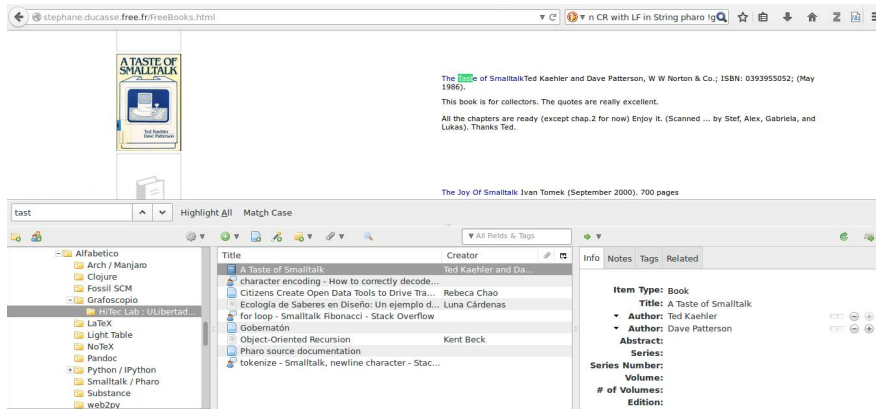 stephane.ducasse.free.fr/FreeBooks.html
n CR with LF in String pharo !g
A TASTE OF
SMALLTALK
Ted Kaehler
Dave Patterson
The Taste of SmalltalkTed Kaehler and Dave Patterson, W W Norton & Co.; ISBN: 0393955052; (May
1986).
This book is for collectors. The quotes are really excellent.
All the chapters are ready (except chap.2 for now) Enjoy it. (Scanned ... by Stef, Alex, Gabriela, and
Lukas). Thanks Ted.
The Joy Of Smalltalk Ivan Tomek (September 2000). 700 pages
tast Highlight All Match Case
All Fields & Tags
Alfabetico
Arch / Manjaro
Clojure
Fossil SCM
Grafoscopio
HiTec Lab : ULibertad...
LaTeX
Light Table
NoTeX
Pandoc
Python / IPython
Smalltalk / Pharo
Substance
web2py
Title Creator
A Taste of Smalltalk Ted Kaehler and Da...
character encoding - How to correctly decode...
Citizens Create Open Data Tools to Drive Tra... Rebeca Chao
Ecología de Saberes en Diseño: Un ejemplo d... Luna Cárdenas
for loop - Smalltalk Fibonacci - Stack Overflow
Gobernatón
Object-Oriented Recursion Kent Beck
Pharo source documentation
tokenize - Smalltalk, newline character - Stac...
Info Notes Tags Related
Item Type: Book
Title: A Taste of Smalltalk
Author: Ted Kaehler
Author: Dave Patterson
Abstract:
Series:
Series Number:
Volume:
# of Volumes:
Edition: